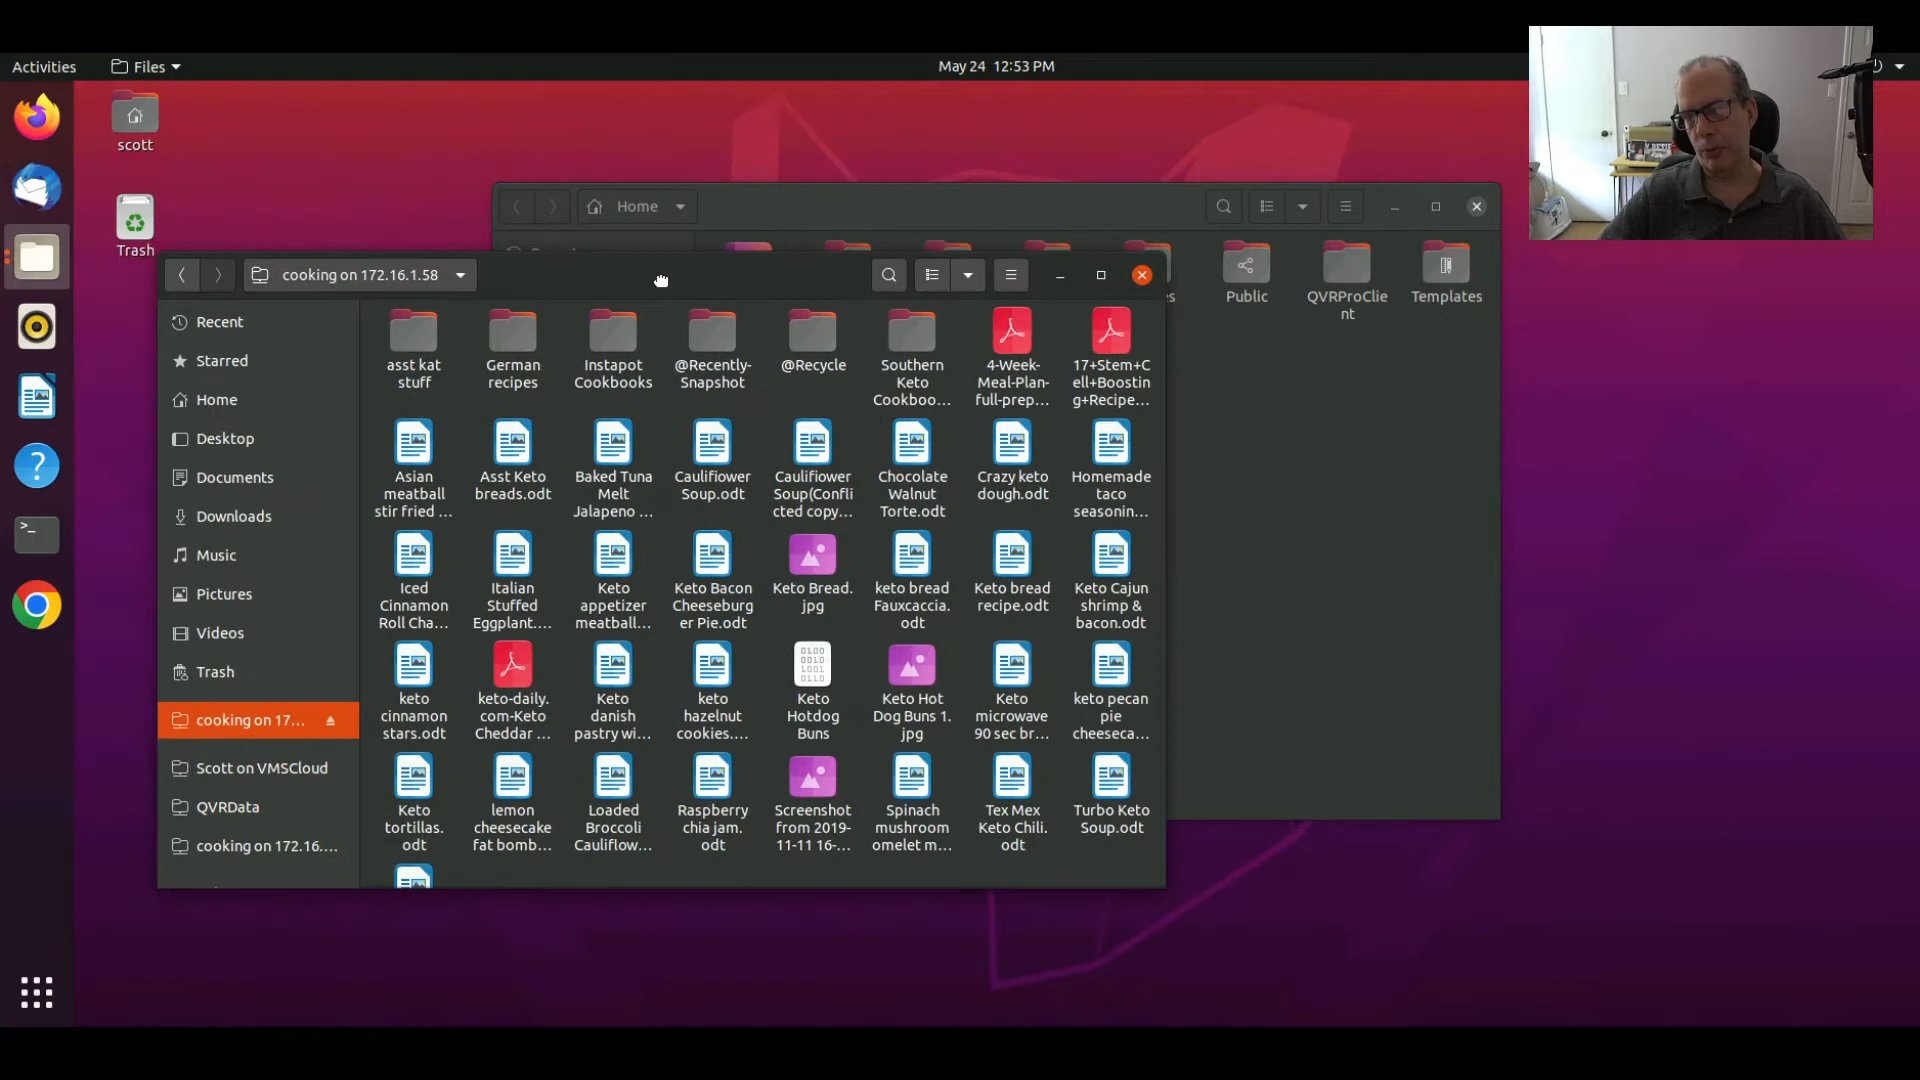 Activities
Files
May 24 12:53 PM
scott
Trash
Home
Public
QVRProClie
nt
Templates
cooking on 172.16.1.58
Recent
Starred
Home
Desktop
Documents
Downloads
Music
Pictures
Videos
Trash
cooking on 17...
Scott on VMSCloud
QVRData
cooking on 172.16....
asst kat
stuff
German
recipes
Instapot
Cookbooks
@Recently-
Snapshot
@Recycle
Southern
Keto
Cookboo...
4-Week-
Meal-Plan-
full-prep...
17+Stem+C
ell+Boostin
g+Recipe...
Asian
meatball
stir fried ...
Asst Keto
breads.odt
Baked Tuna
Melt
Jalapeno ...
Cauliflower
Soup.odt
Cauliflower
Soup(Confli
cted copy...
Chocolate
Walnut
Torte.odt
Crazy keto
dough.odt
Homemade
taco
seasonin...
Iced
Cinnamon
Roll Cha...
Italian
Stuffed
Eggplant....
Keto
appetizer
meatball...
Keto Bacon
Cheeseburg
er Pie.odt
Keto Bread.
jpg
keto bread
Fauxcaccia.
odt
Keto bread
recipe.odt
Keto Cajun
shrimp &
bacon.odt
keto
cinnamon
stars.odt
keto-daily.
com-Keto
Cheddar ...
Keto
danish
pastry wi...
keto
hazelnut
cookies....
0100
0010
1001
0110
Keto
Hotdog
Buns
Keto Hot
Dog Buns 1.
jpg
Keto
microwave
90 sec br...
keto pecan
pie
cheeseca...
Keto
tortillas.
odt
lemon
cheesecake
fat bomb...
Loaded
Broccoli
Cauliflow...
Raspberry
chia jam.
odt
Screenshot
from 2019-
11-11 16-...
Spinach
mushroom
omelet m...
Tex Mex
Keto Chili.
odt
Turbo Keto
Soup.odt